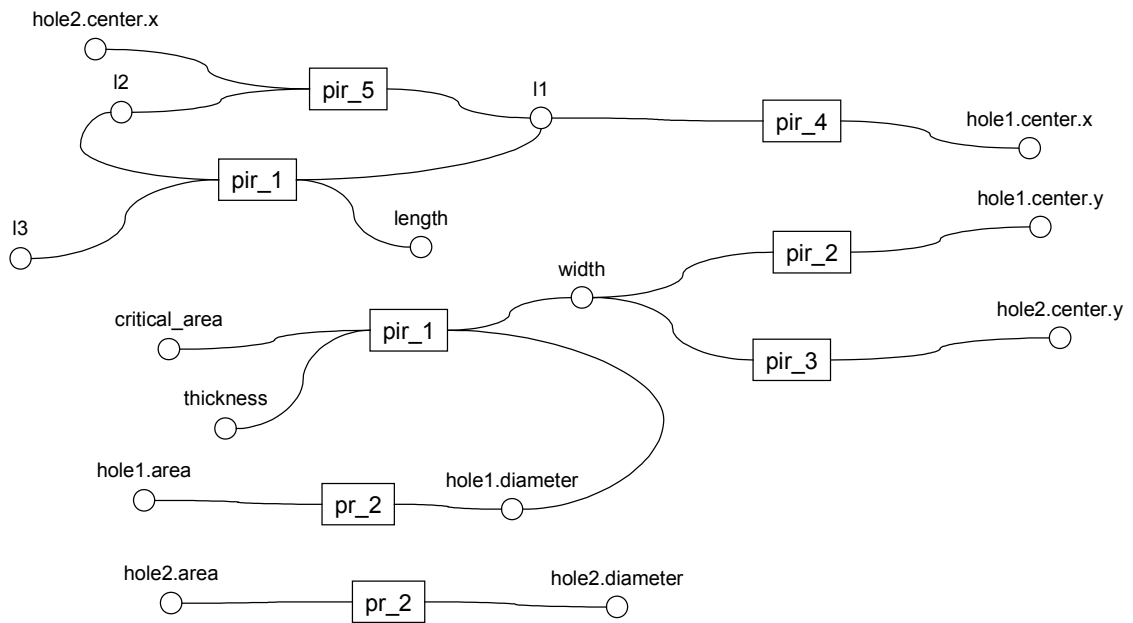 hole2.center.x
l2
pir_5
l1
pir_4
hole1.center.x
pir_1
l3
length
hole1.center.y
pir_2
width
critical_area
pir_1
hole2.center.y
pir_3
thickness
hole1.area
pr_2
hole1.diameter
hole2.area
pr_2
hole2.diameter